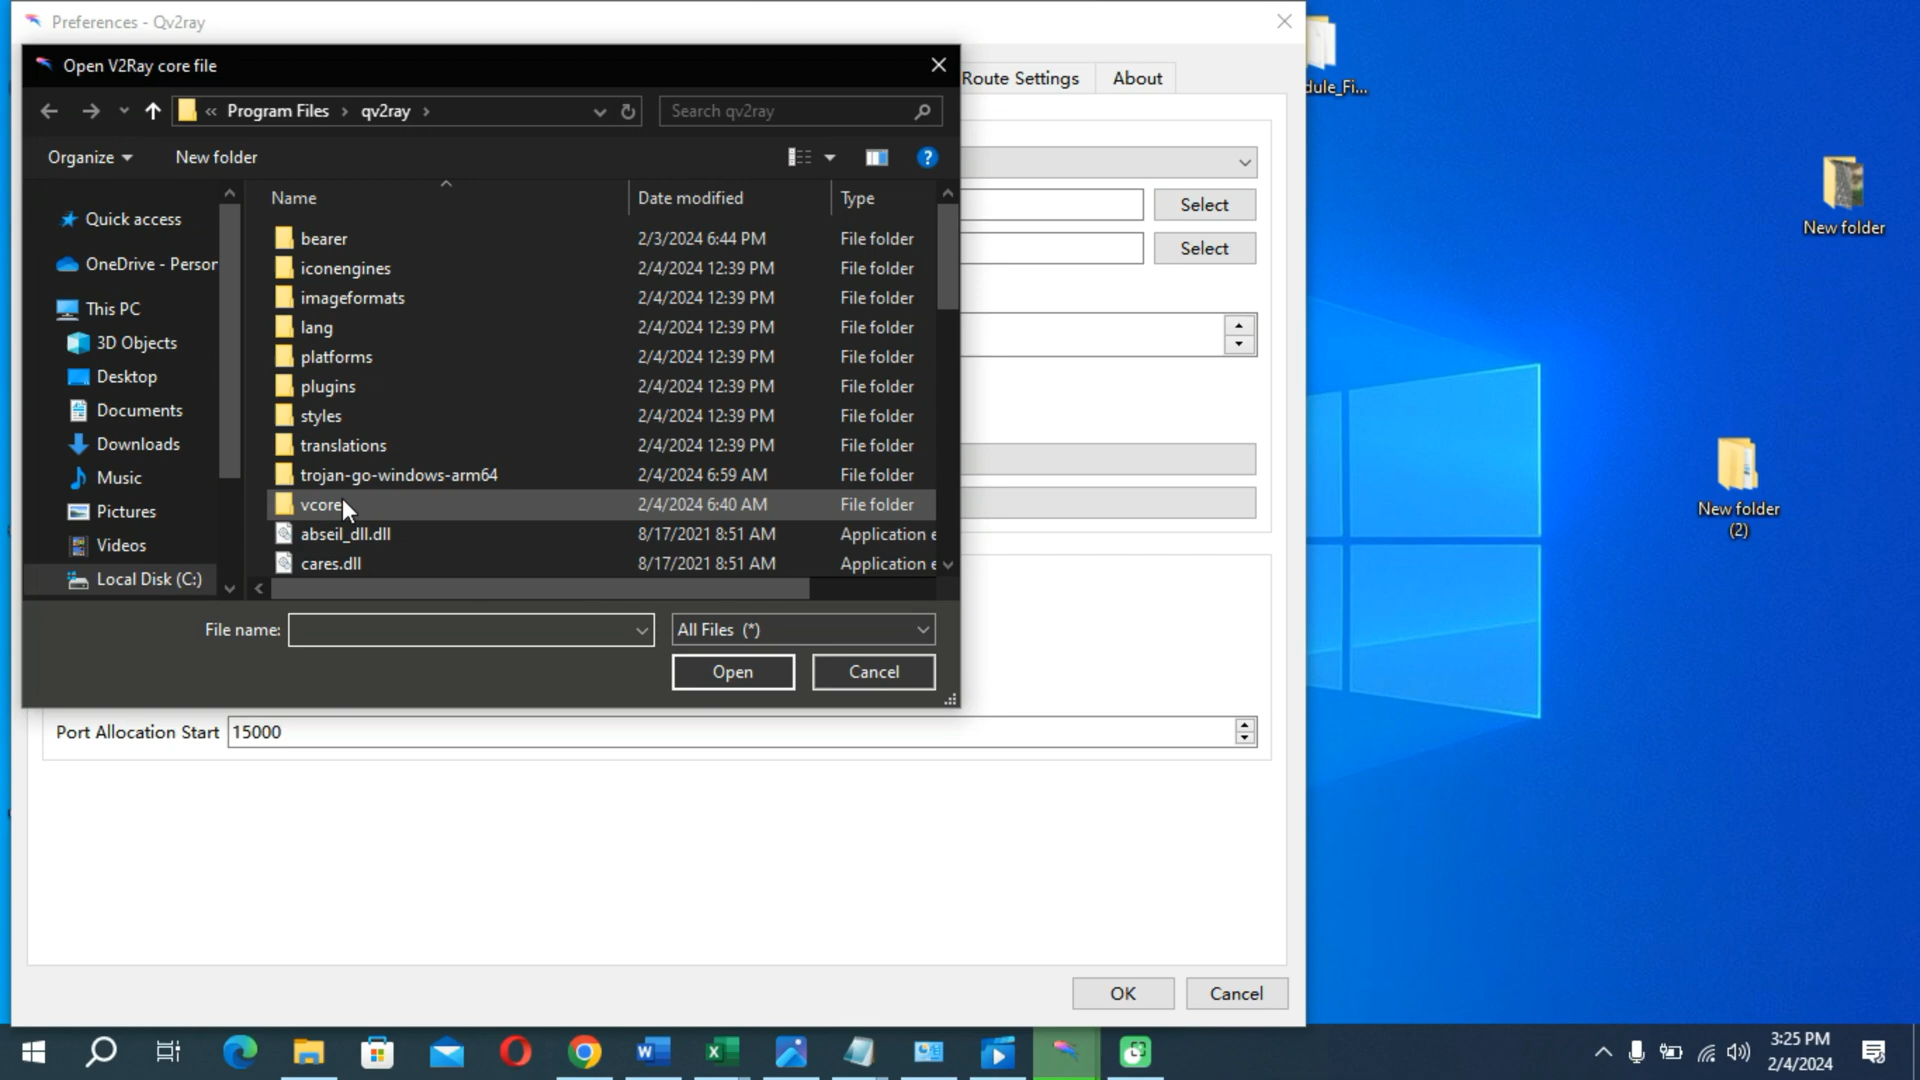 Preferences - Qv2ray
Open V2Ray core file
Route Settings
About
« Program Files › qv2ray ›
Search qv2ray
Organize
New folder
Name
Date modified
Type
Quick access
OneDrive - Person
This PC
3D Objects
Desktop
Documents
Downloads
Music
Pictures
Videos
Local Disk (C:)
bearer 2/3/2024 6:44 PM File folder
iconengines 2/4/2024 12:39 PM File folder
imageformats 2/4/2024 12:39 PM File folder
lang 2/4/2024 12:39 PM File folder
platforms 2/4/2024 12:39 PM File folder
plugins 2/4/2024 12:39 PM File folder
styles 2/4/2024 12:39 PM File folder
translations 2/4/2024 12:39 PM File folder
trojan-go-windows-arm64 2/4/2024 6:59 AM File folder
vcore 2/4/2024 6:40 AM File folder
abseil_dll.dll 8/17/2021 8:51 AM Application e
cares.dll 8/17/2021 8:51 AM Application e
File name:
All Files (*)
Open
Cancel
Select
Select
Port Allocation Start 15000
OK
Cancel
dule_Fi...
New folder
New folder
(2)
3:25 PM
2/4/2024